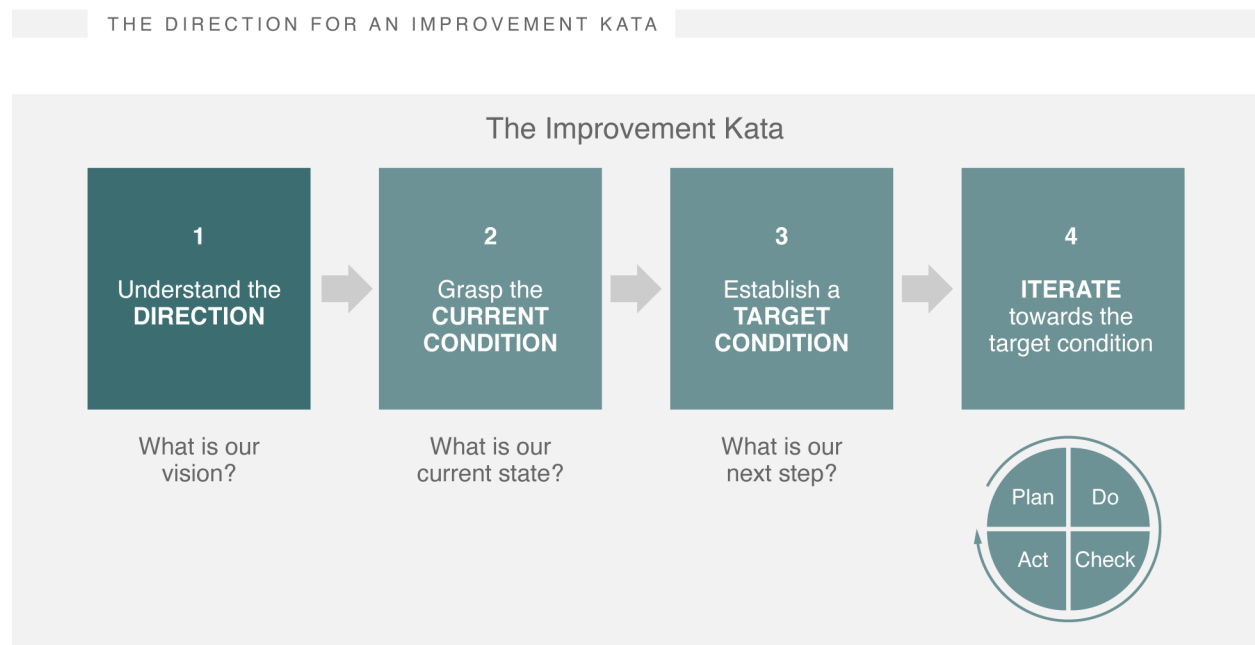 THE DIRECTION FOR AN IMPROVEMENT KATA
The Improvement Kata
1
Understand the
DIRECTION
What is our
vision?
2
Grasp the
CURRENT
CONDITION
What is our
current state?
3
Establish a
TARGET
CONDITION
What is our
next step?
4
ITERATE
towards the
target condition
Plan
Do
Act
Check